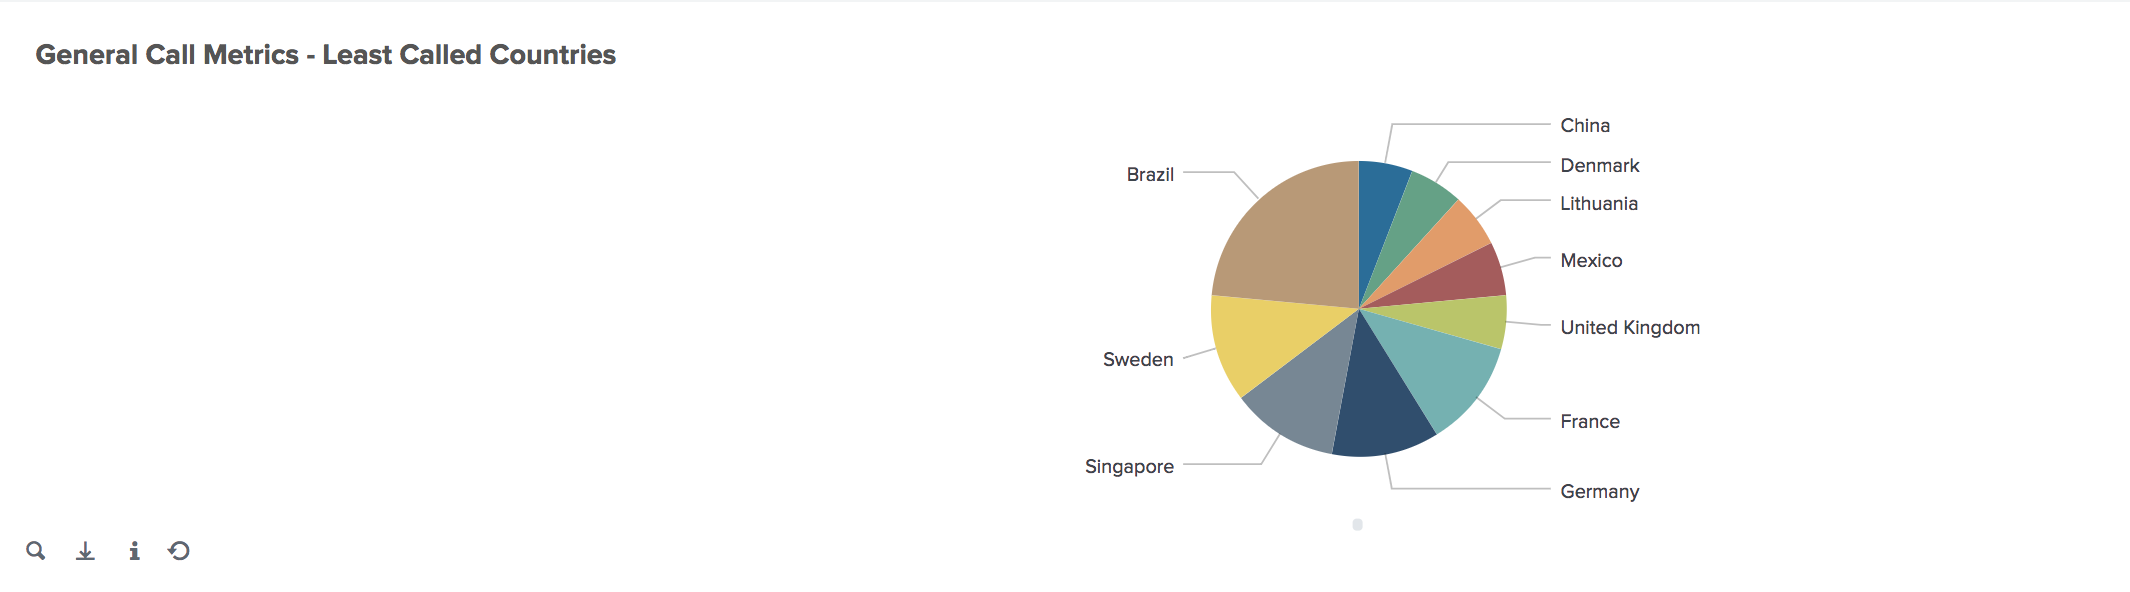 General Call Metrics - Least Called Countries
China
Denmark
Lithuania
Mexico
United Kingdom
France
Germany
Singapore
Sweden
Brazil